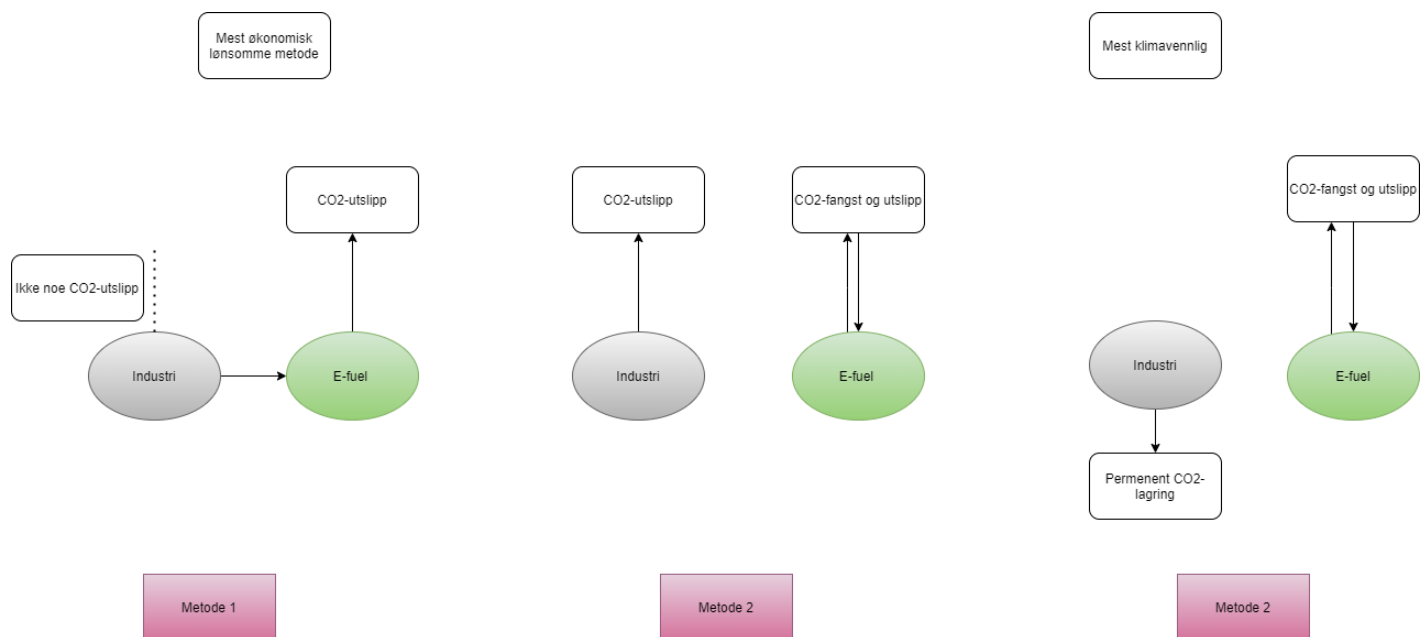 Mest økonomisk
lønsomme metode
Mest klimavennlig
CO2-utslipp
CO2-utslipp
CO2-fangst og utslipp
CO2-fangst og utslipp
Ikke noe CO2-utslipp
Industri
E-fuel
Industri
E-fuel
Industri
E-fuel
Permenent CO2-
lagring
Metode 1
Metode 2
Metode 2